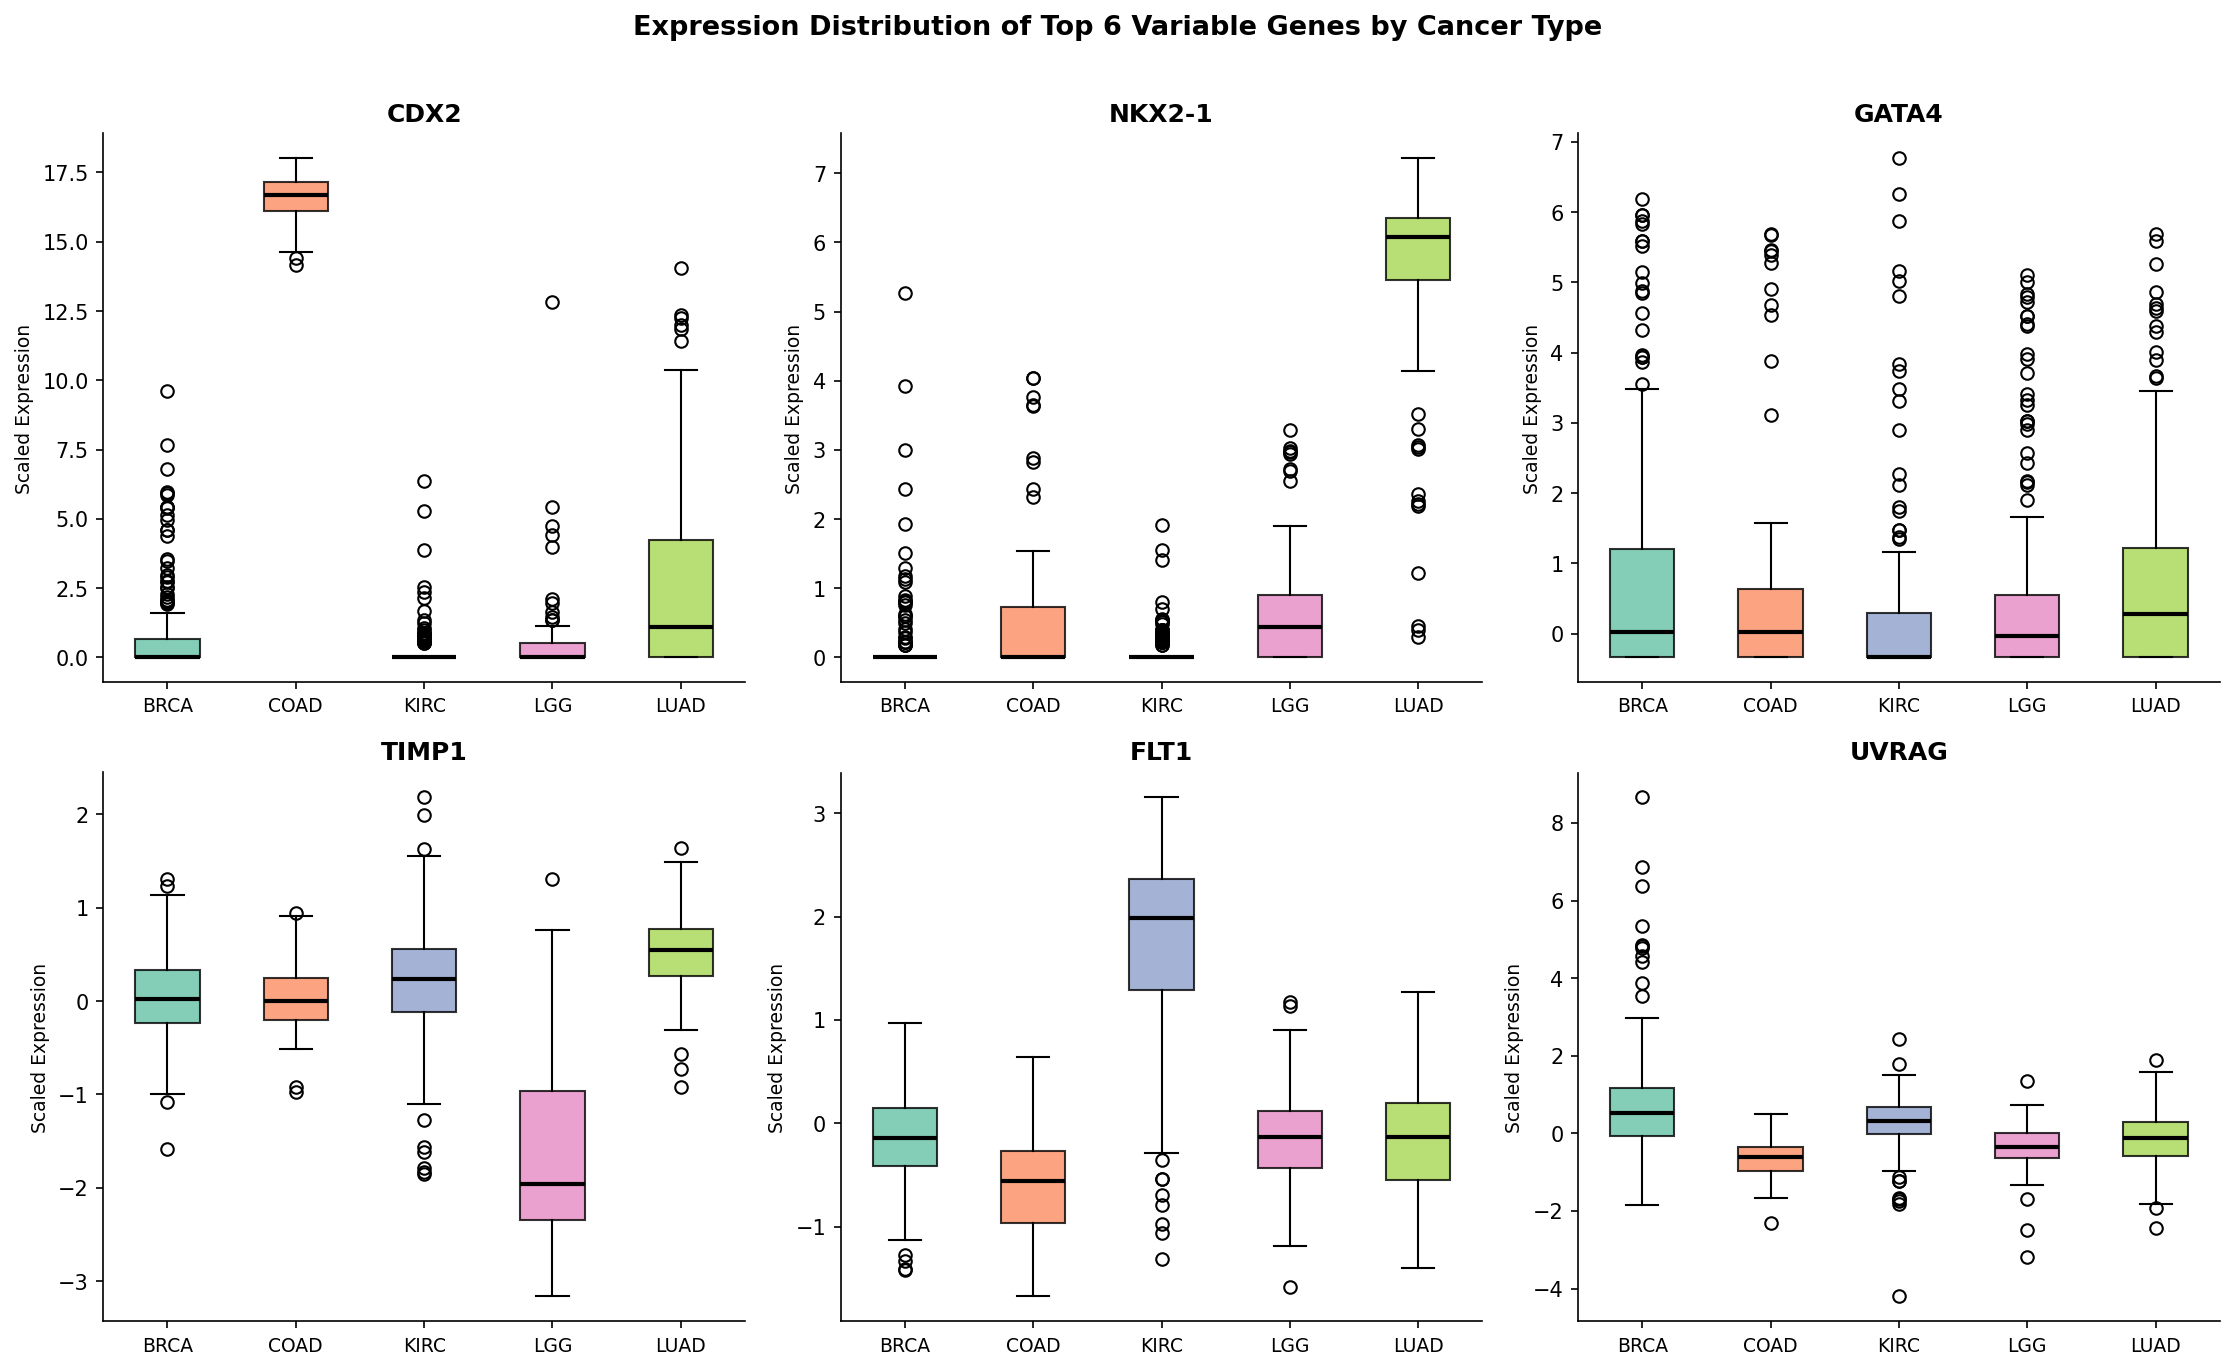 Expression Distribution of Top 6 Variable Genes by Cancer Type
CDX2
Scaled Expression
17.5
15.0
12.5
10.0
7.5
5.0
2.5
0.0
BRCA COAD KIRC LGG LUAD
NKX2-1
Scaled Expression
7
6
5
4
3
2
1
0
BRCA COAD KIRC LGG LUAD
GATA4
Scaled Expression
7
6
5
4
3
2
1
0
BRCA COAD KIRC LGG LUAD
TIMP1
Scaled Expression
2
1
0
−1
−2
−3
BRCA COAD KIRC LGG LUAD
FLT1
Scaled Expression
3
2
1
0
−1
BRCA COAD KIRC LGG LUAD
UVRAG
Scaled Expression
8
6
4
2
0
−2
−4
BRCA COAD KIRC LGG LUAD